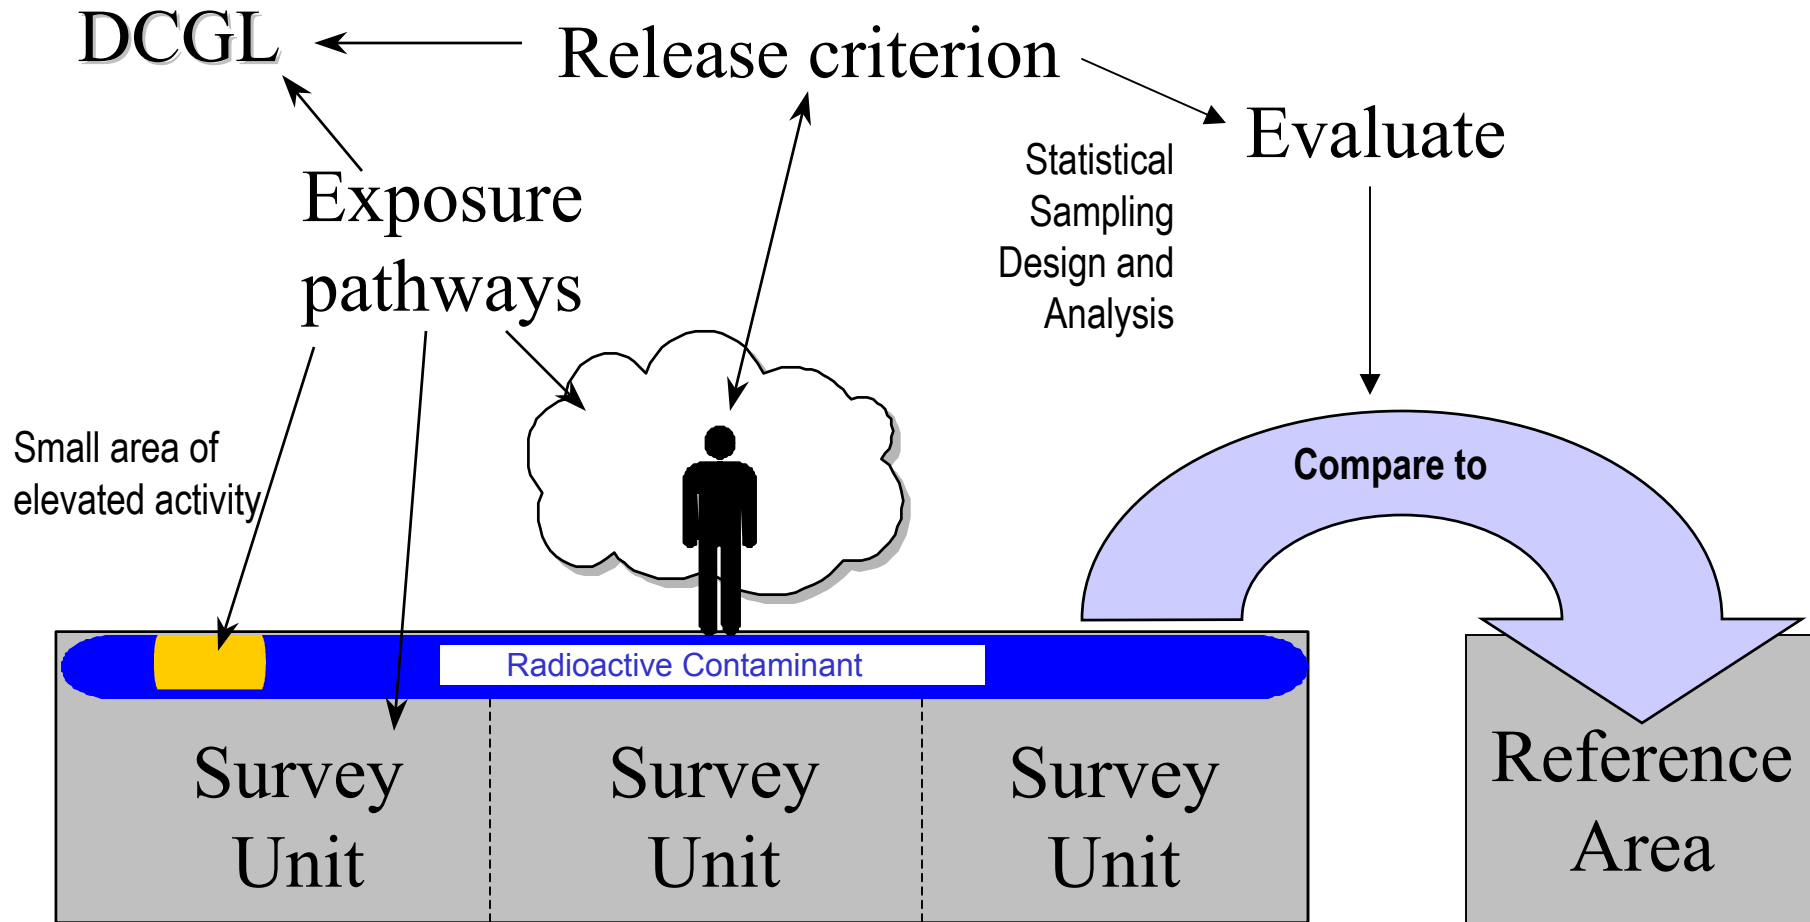 DCGL
Release criterion
Evaluate
Statistical
Sampling
Design and
Analysis
Exposure
pathways
Small area of
elevated activity
Compare to
Radioactive Contaminant
Survey
Unit
Survey
Unit
Survey
Unit
Reference
Area